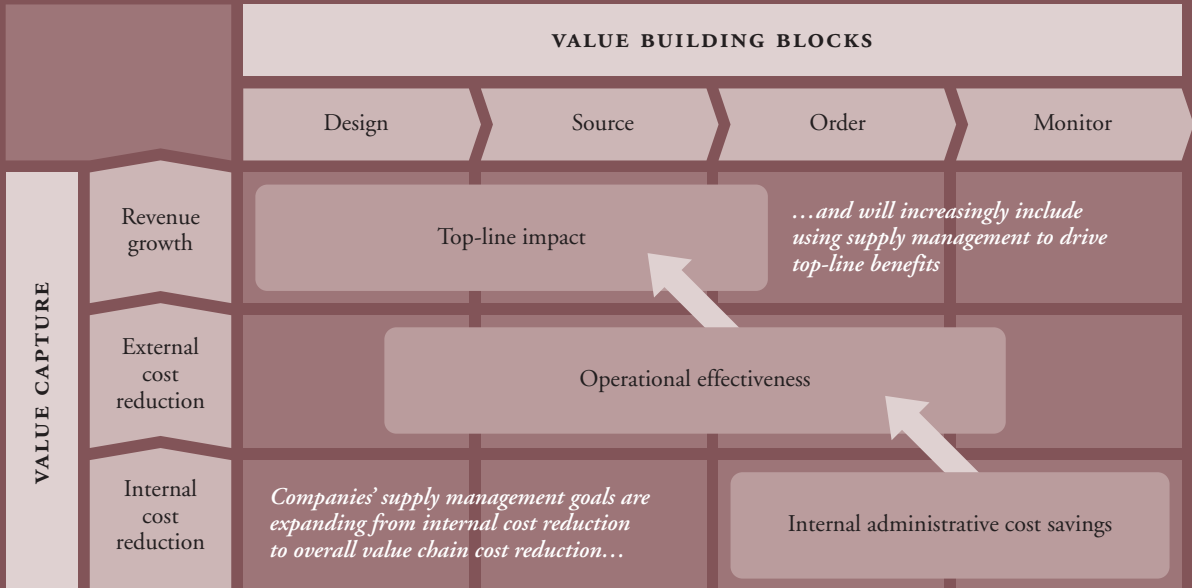 VALUE BUILDING BLOCKS
Design
Source
Order
Monitor
VALUE CAPTURE
Revenue
growth
Top-line impact
…and will increasingly include
using supply management to drive
top-line benefits
External
cost
reduction
Operational effectiveness
Internal
cost
reduction
Companies’ supply management goals are
expanding from internal cost reduction
to overall value chain cost reduction…
Internal administrative cost savings